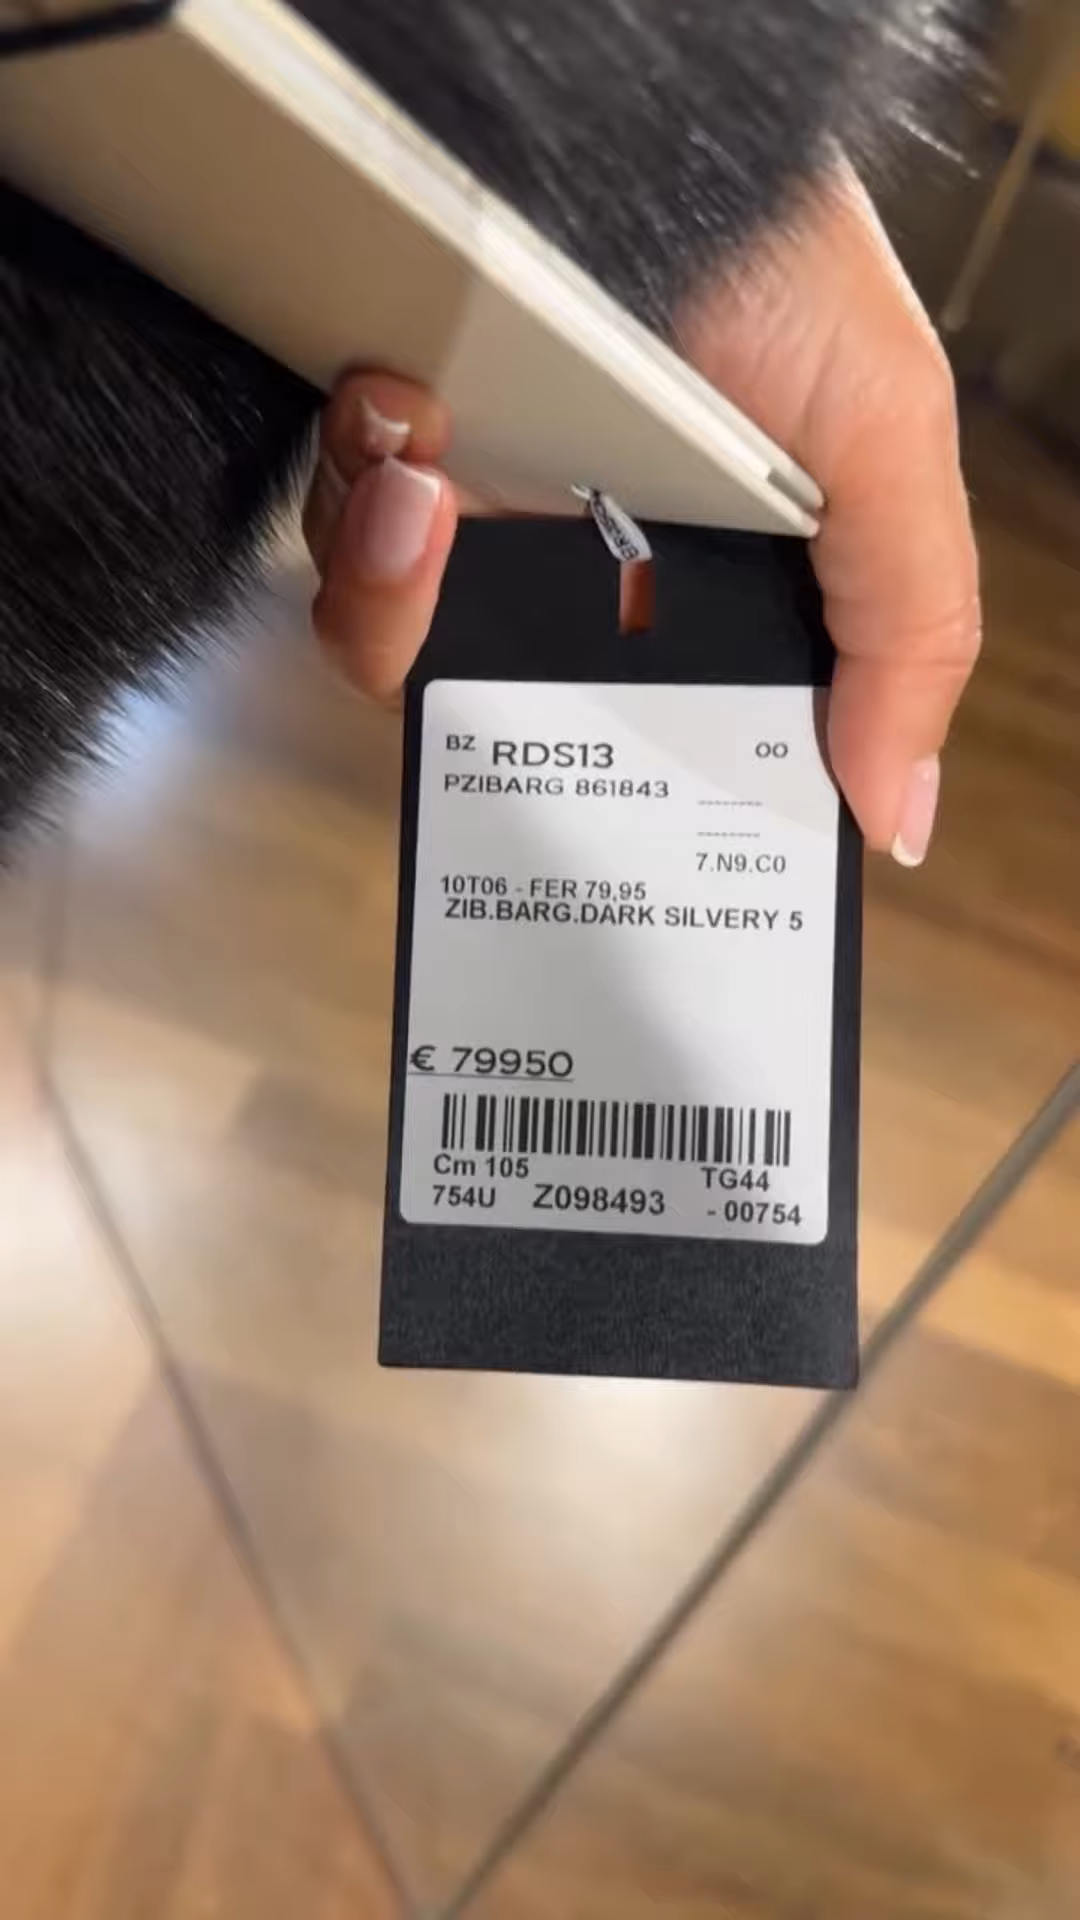 BZ RDS13 00
PZIBARG 861843
--------
--------
7.N9.C0
10T06 - FER 79,95
ZIB.BARG.DARK SILVERY 5
€ 79950
Cm 105 TG44
754U Z098493 - 00754